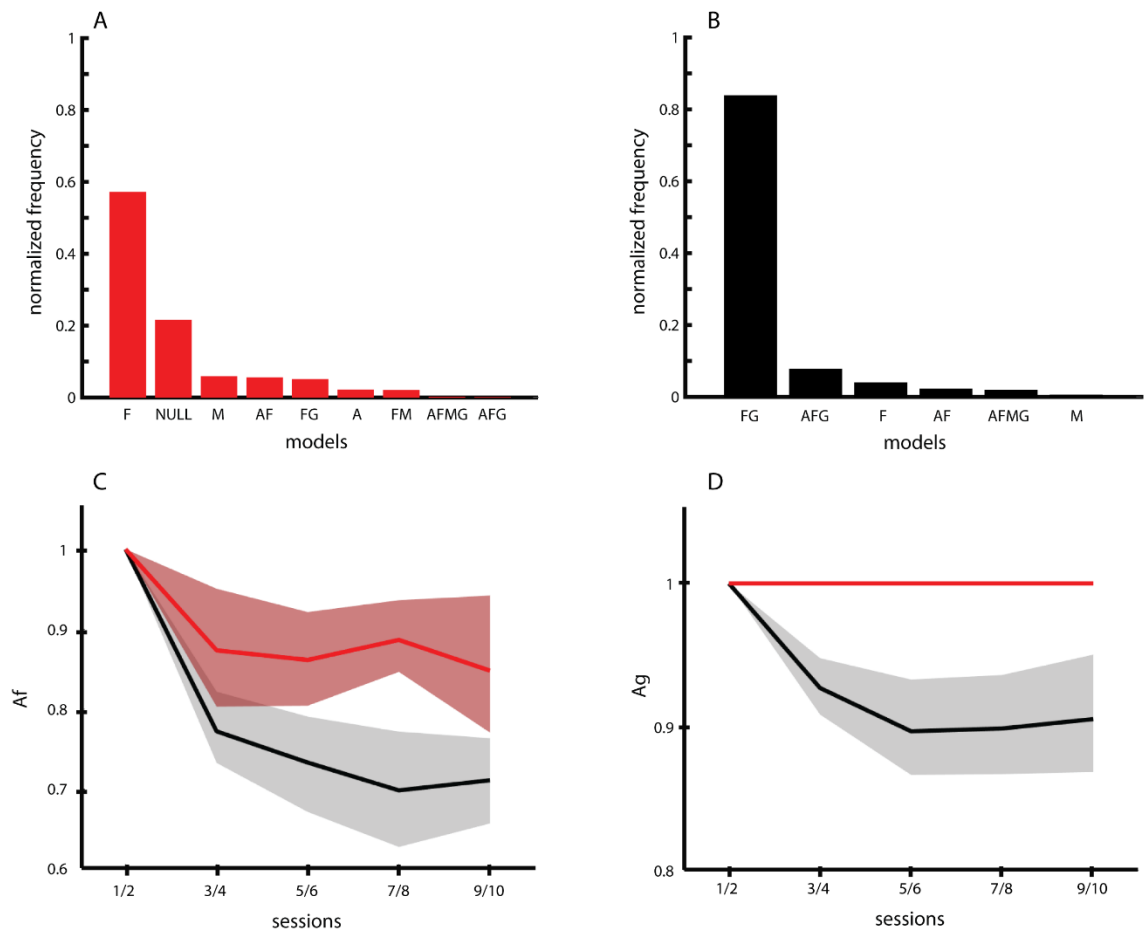 A
normalized frequency
1
0.8
0.6
0.4
0.2
0
F NULL M AF FG A FM AFMG AFG
models
B
normalized frequency
1
0.8
0.6
0.4
0.2
0
FG AFG F AF AFMG M
models
C
Af
1
0.9
0.8
0.7
0.6
1/2 3/4 5/6 7/8 9/10
sessions
D
Ag
1
0.9
0.8
1/2 3/4 5/6 7/8 9/10
sessions